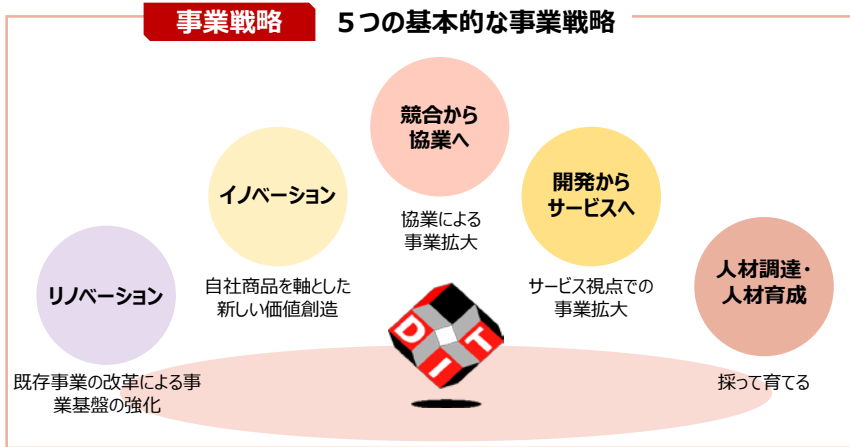 事業戦略 5つの基本的な事業戦略
競合から
協業へ
協業による
事業拡大
イノベーション
自社商品を軸とした
新しい価値創造
開発から
サービスへ
サービス視点での
事業拡大
リノベーション
既存事業の改革による事
業基盤の強化
人材調達・
人材育成
採って育てる
D
I
T